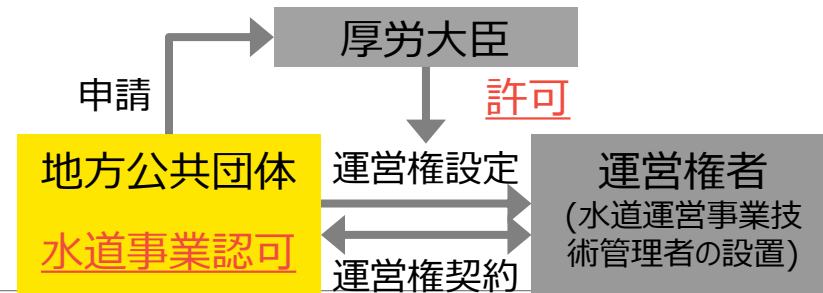 厚労大臣
申請
許可
地方公共団体
水道事業認可
運営権設定
運営権契約
運営権者
(水道運営事業技
術管理者の設置)